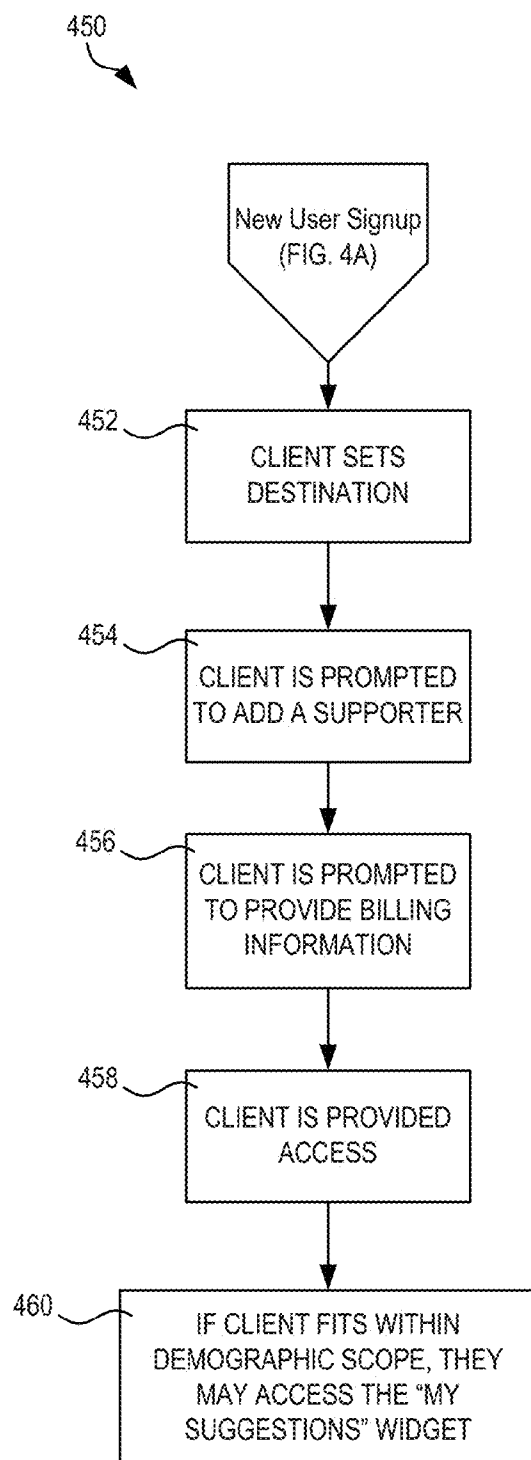 450
New User Signup
(FIG. 4A)
452
CLIENT SETS
DESTINATION
454
CLIENT IS PROMPTED
TO ADD A SUPPORTER
456
CLIENT IS PROMPTED
TO PROVIDE BILLING
INFORMATION
458
CLIENT IS PROVIDED
ACCESS
460
IF CLIENT FITS WITHIN
DEMOGRAPHIC SCOPE, THEY
MAY ACCESS THE "MY
SUGGESTIONS" WIDGET